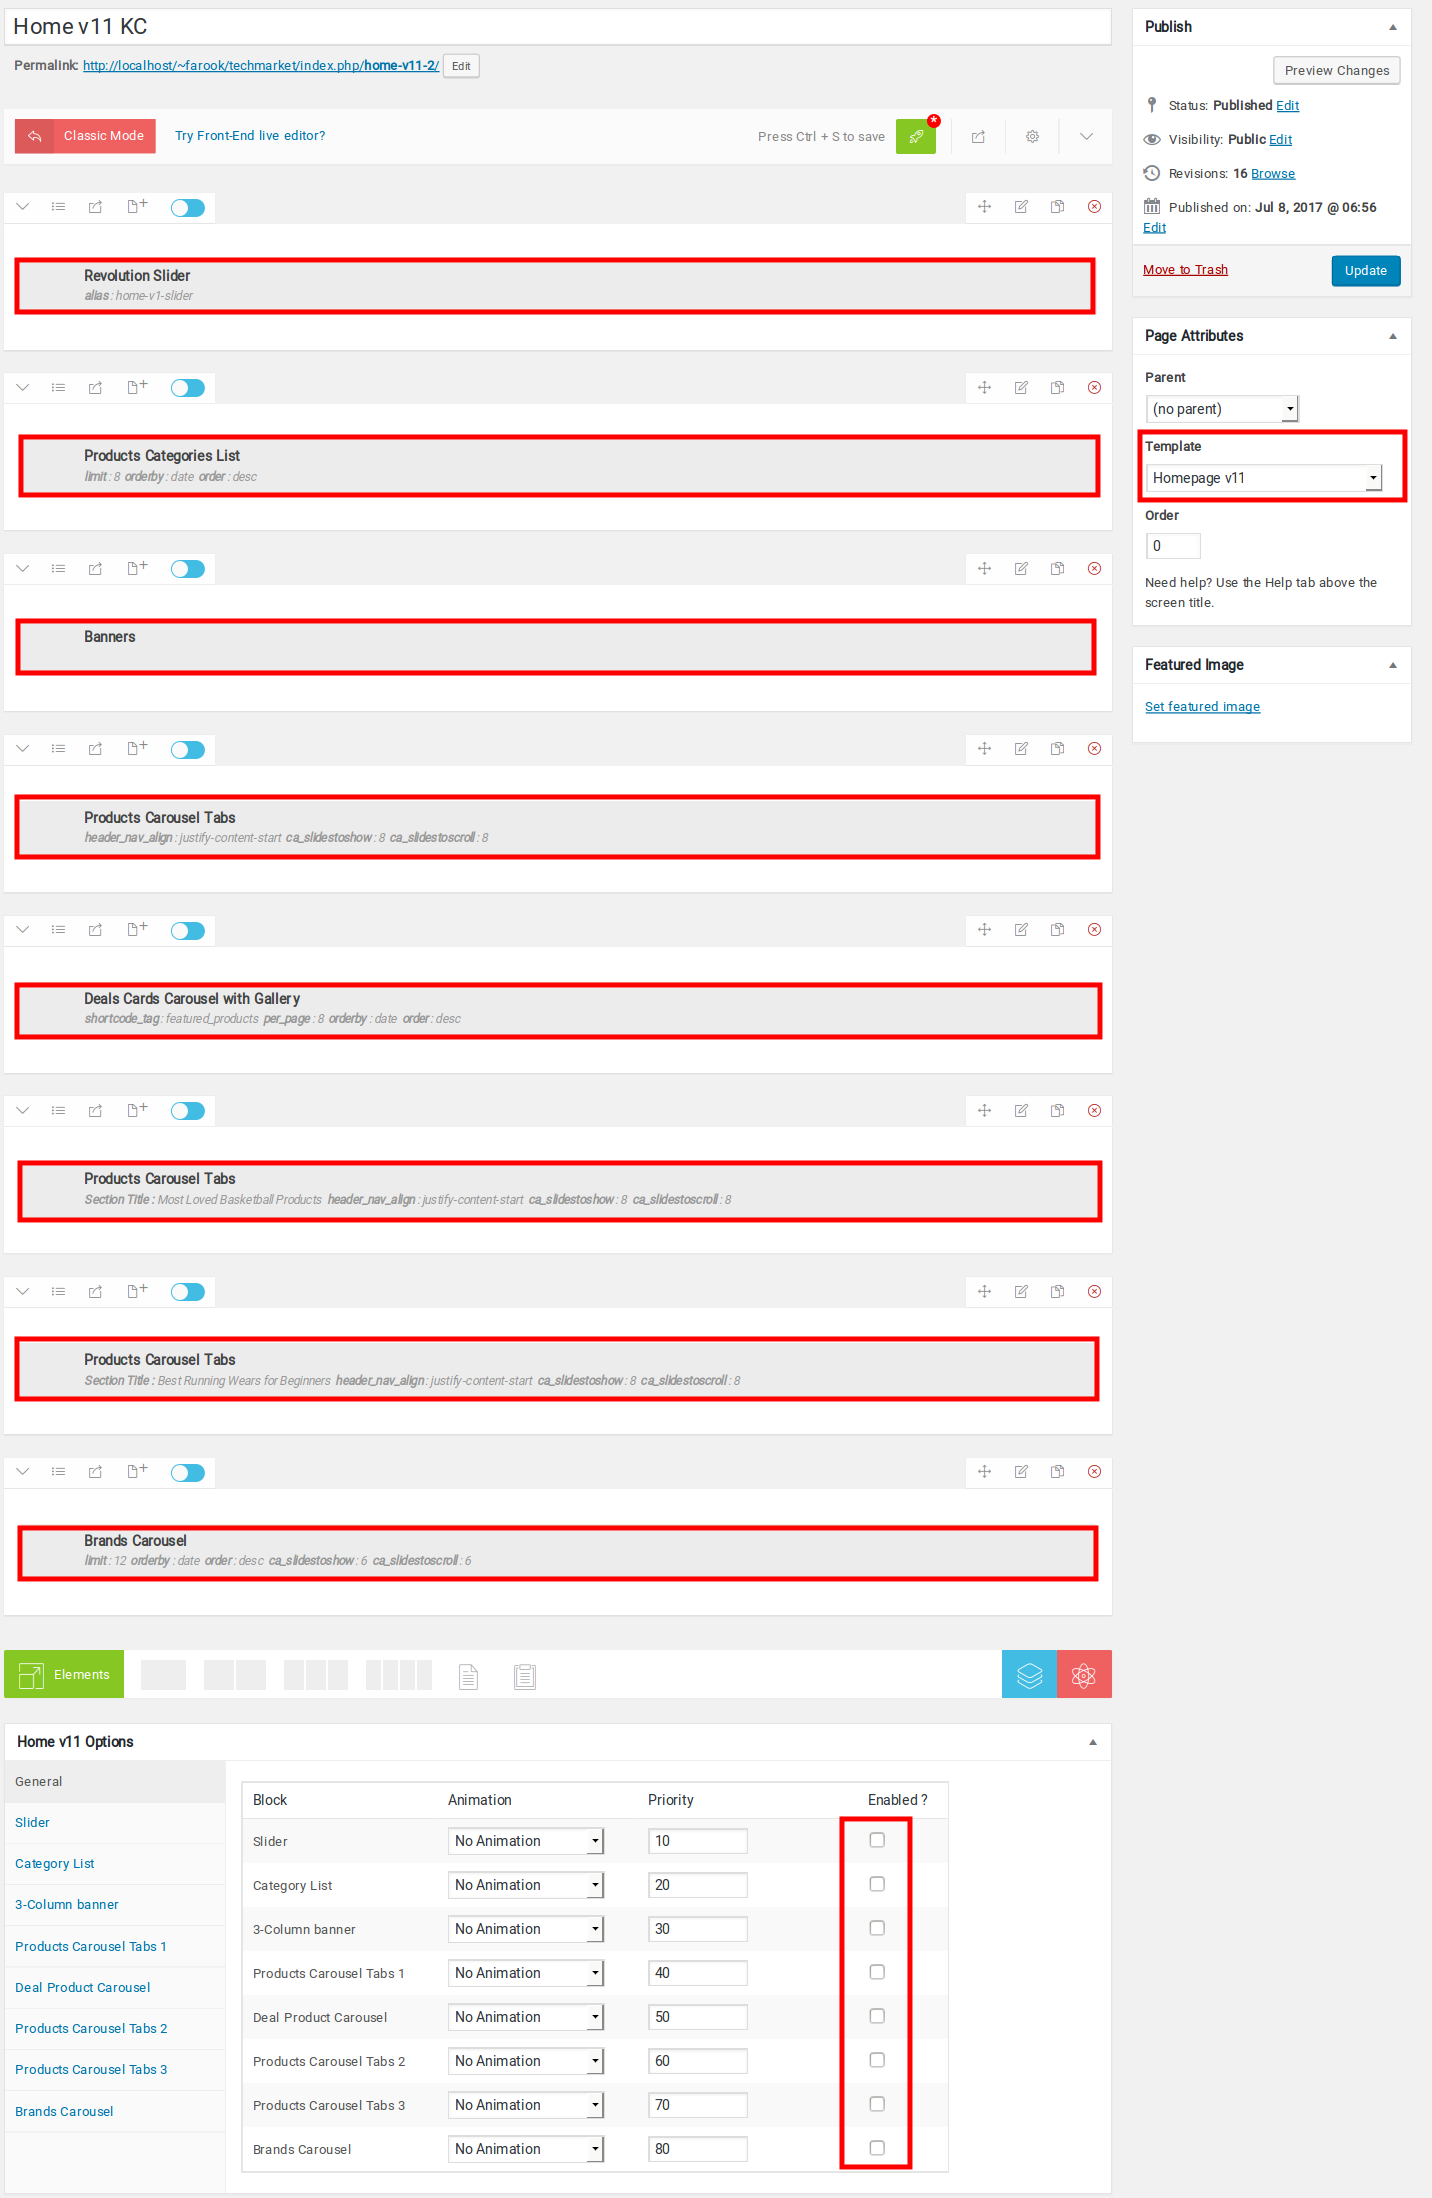 Home v11 KC
Permalink: http://localhost/~farook/techmarket/index.php/home-v11-2/ Edit
Classic Mode Try Front-End live editor? Press Ctrl + S to save *
Revolution Slider
alias : home-v1-slider
Products Categories List
limit : 8 orderby : date order : desc
Banners
Products Carousel Tabs
header_nav_align : justify-content-start ca_slidestoshow : 8 ca_slidestoscroll : 8
Deals Cards Carousel with Gallery
shortcode_tag : featured_products per_page : 8 orderby : date order : desc
Products Carousel Tabs
Section Title : Most Loved Basketball Products header_nav_align : justify-content-start ca_slidestoshow : 8 ca_slidestoscroll : 8
Products Carousel Tabs
Section Title : Best Running Wears for Beginners header_nav_align : justify-content-start ca_slidestoshow : 8 ca_slidestoscroll : 8
Brands Carousel
limit : 12 orderby : date order : desc ca_slidestoshow : 6 ca_slidestoscroll : 6
Elements
Home v11 Options
General
Slider
Category List
3-Column banner
Products Carousel Tabs 1
Deal Product Carousel
Products Carousel Tabs 2
Products Carousel Tabs 3
Brands Carousel
Block Animation Priority Enabled ?
Slider No Animation 10
Category List No Animation 20
3-Column banner No Animation 30
Products Carousel Tabs 1 No Animation 40
Deal Product Carousel No Animation 50
Products Carousel Tabs 2 No Animation 60
Products Carousel Tabs 3 No Animation 70
Brands Carousel No Animation 80
Publish
Preview Changes
Status: Published Edit
Visibility: Public Edit
Revisions: 16 Browse
Published on: Jul 8, 2017 @ 06:56
Edit
Move to Trash Update
Page Attributes
Parent
(no parent)
Template
Homepage v11
Order
0
Need help? Use the Help tab above the
screen title.
Featured Image
Set featured image